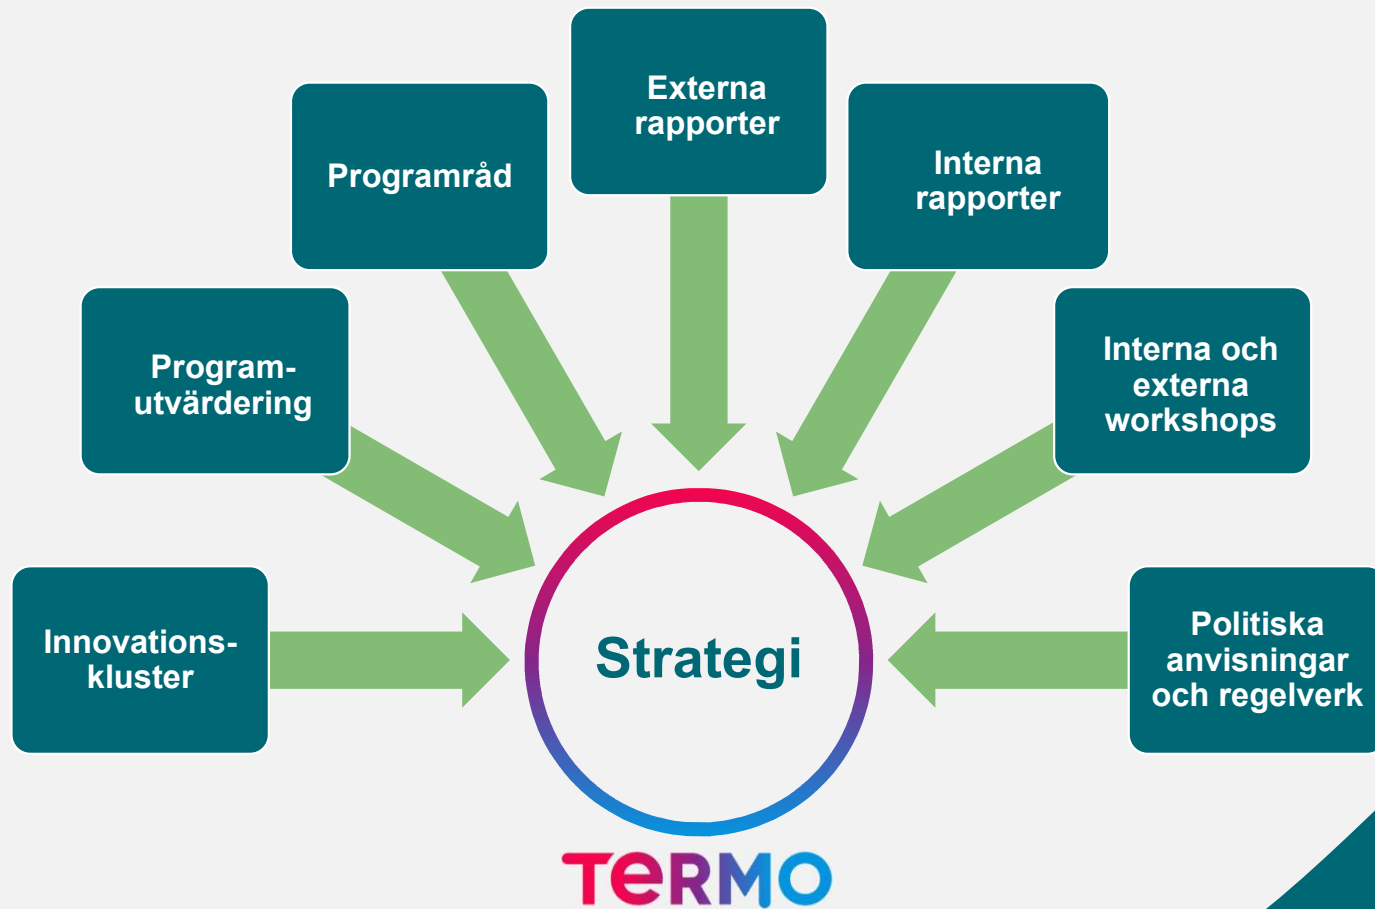 Externa
rapporter
Programråd
Interna
rapporter
Program-
utvärdering
Interna och
externa
workshops
Innovations-
kluster
Strategi
Politiska
anvisningar
och regelverk
TeRMO